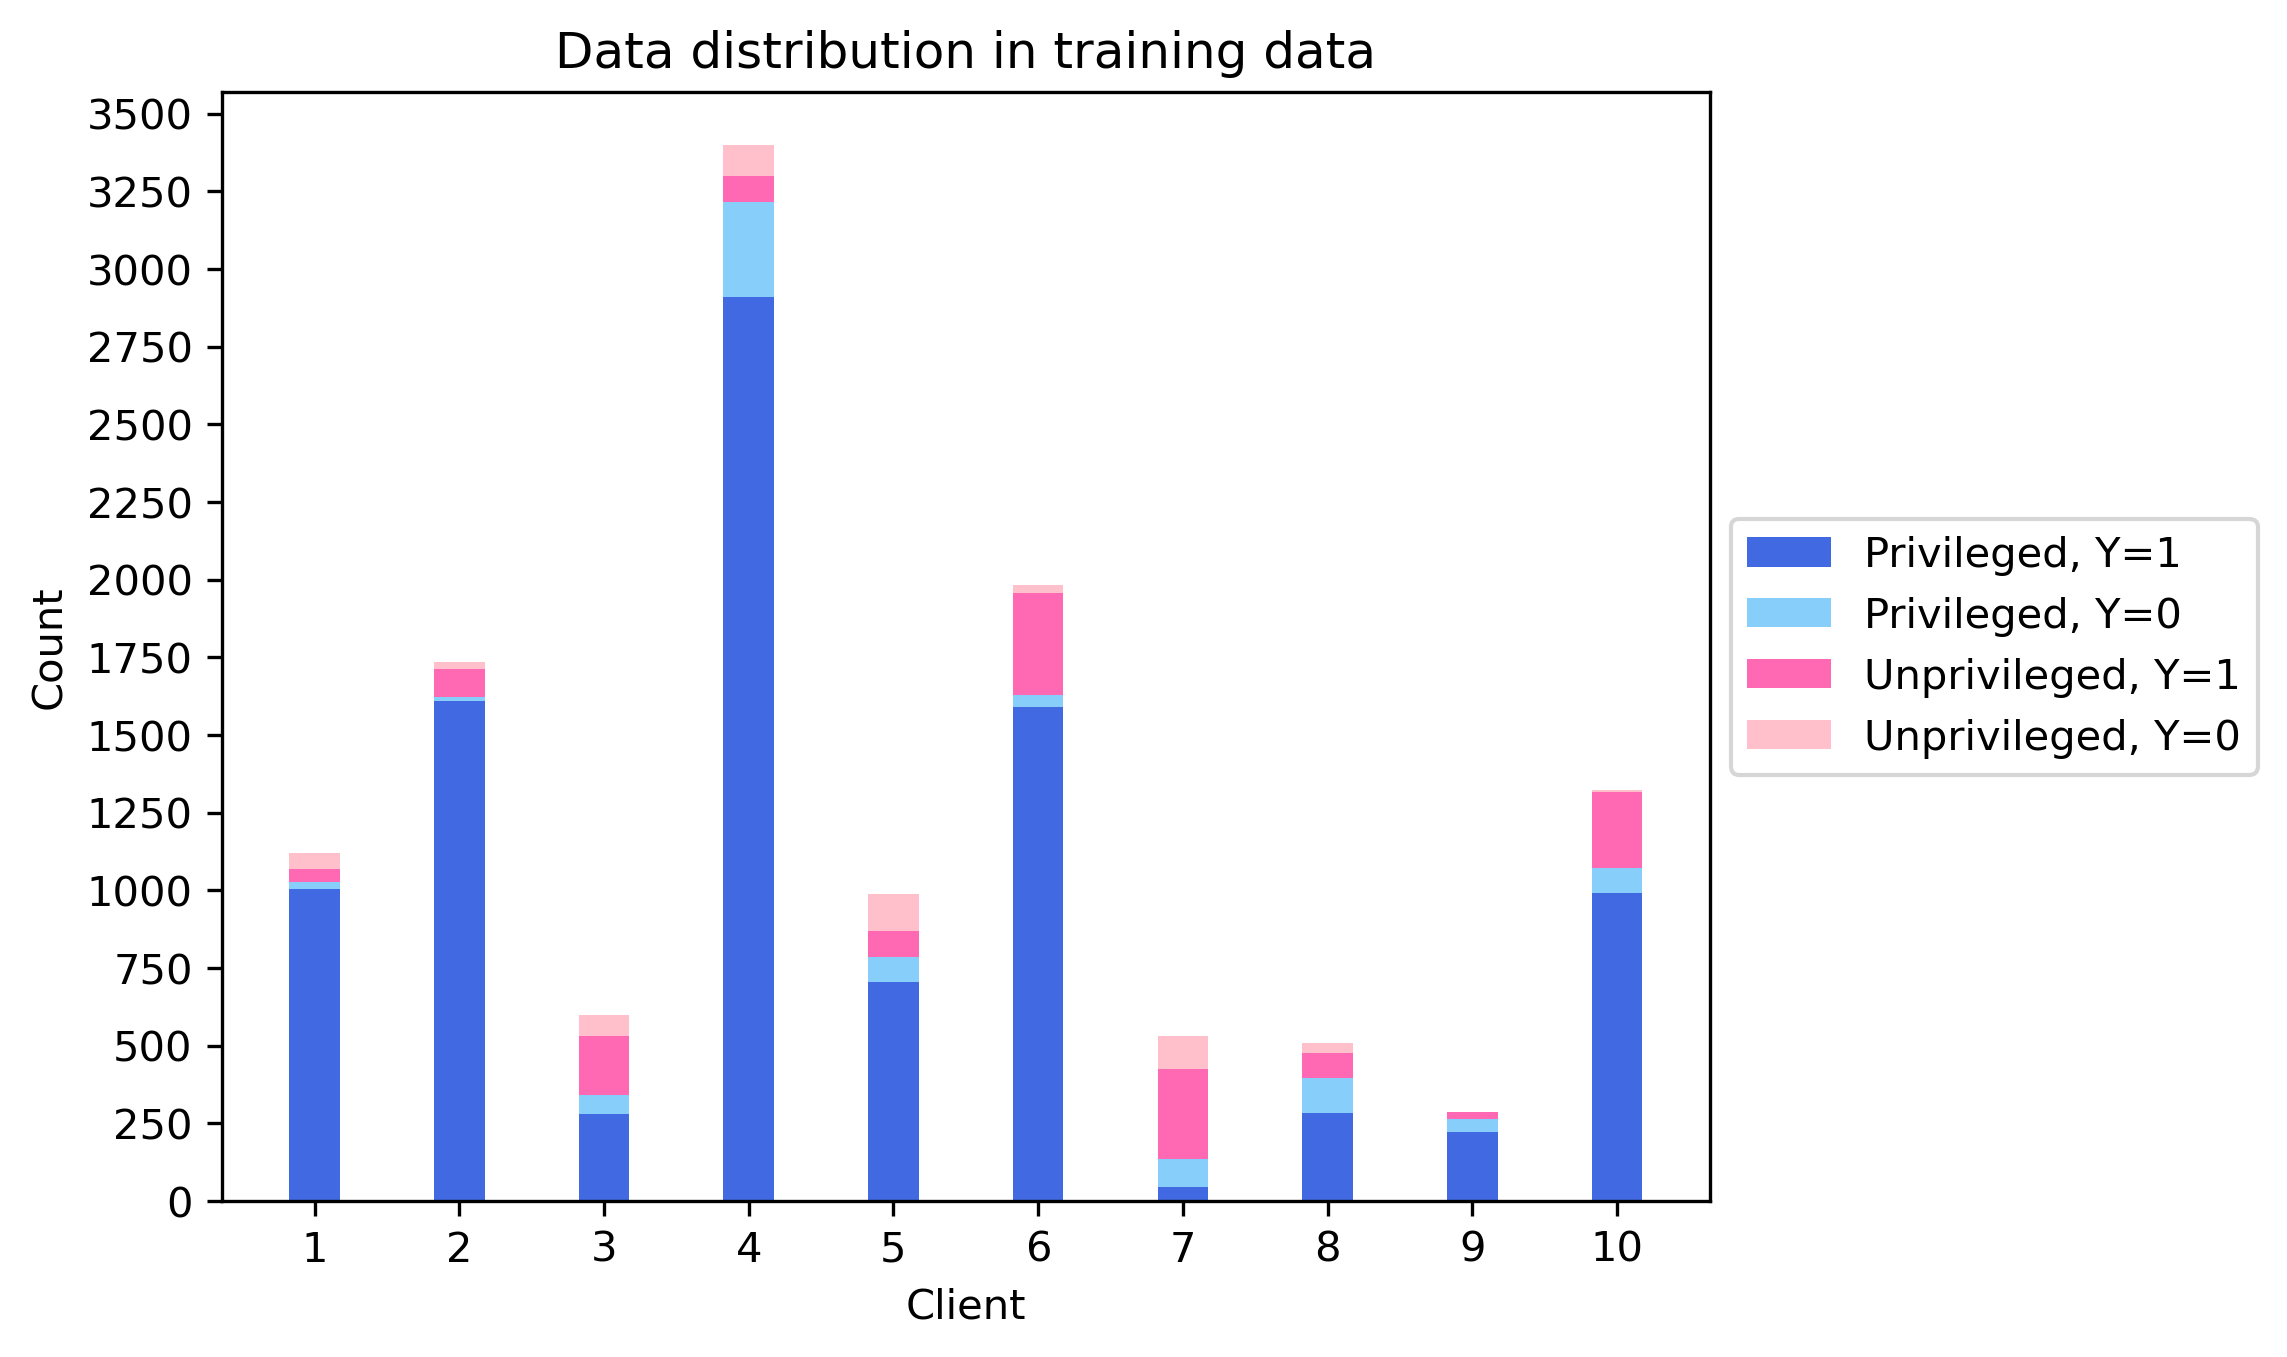 Data distribution in training data
3500
3250
3000
2750
2500
2250
2000
1750
1500
1250
1000
750
500
250
0
Count
1 2 3 4 5 6 7 8 9 10
Client
Privileged, Y=1
Privileged, Y=0
Unprivileged, Y=1
Unprivileged, Y=0